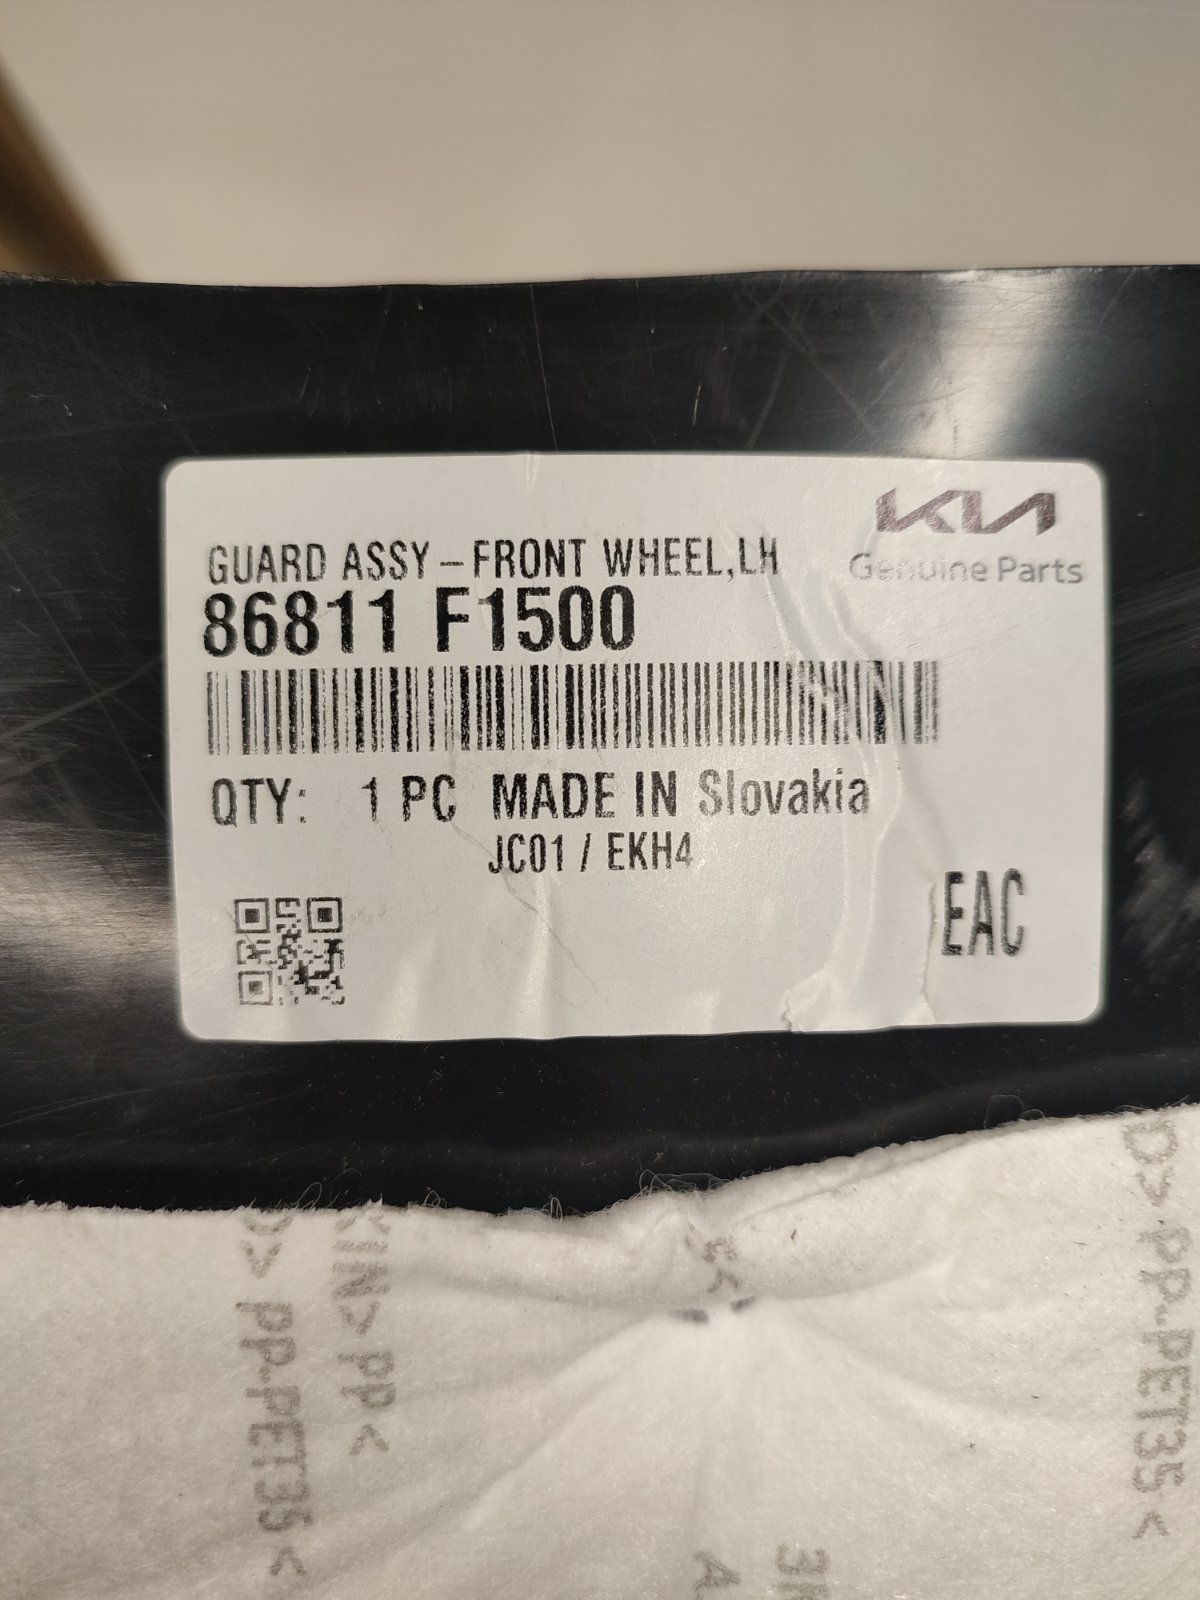 KIA
Genuine Parts
GUARD ASSY – FRONT WHEEL,LH
86811 F1500
QTY: 1 PC MADE IN Slovakia
JC01 / EKH4
EAC
D> PP-PET35 <
KIN> PP <
D> PP-PET35 <